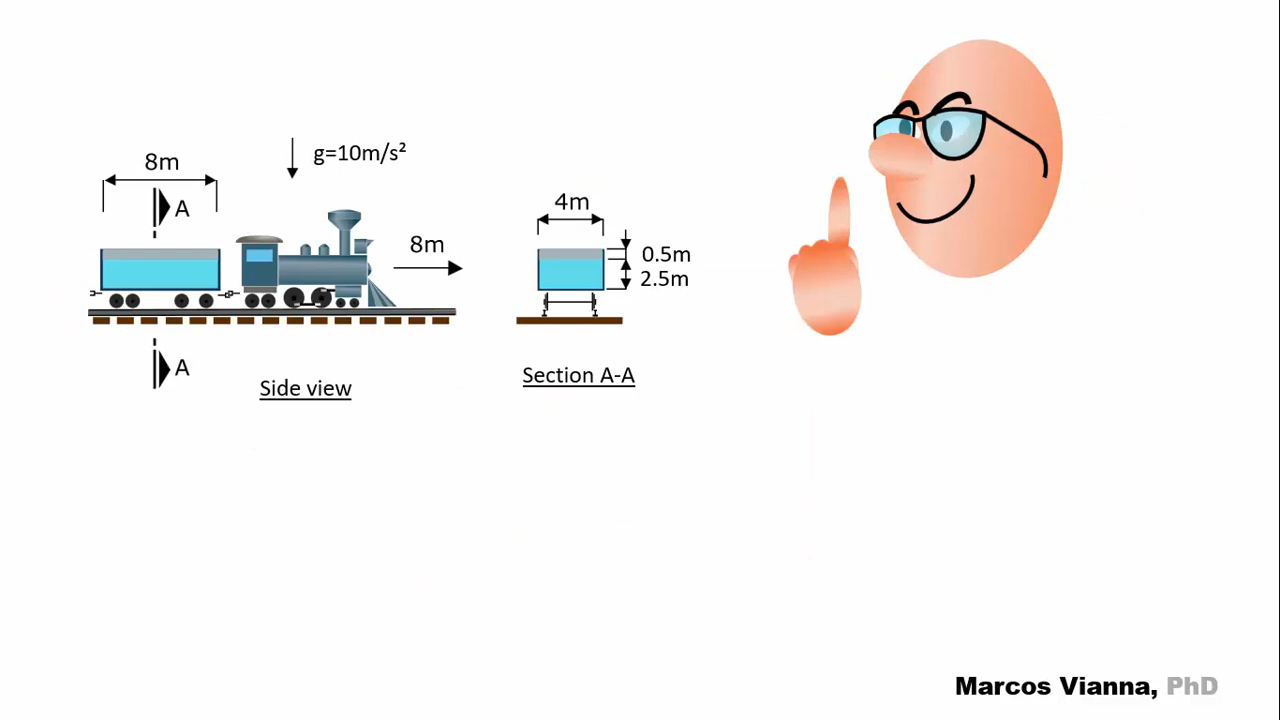 8m
g=10m/s²
A
8m
A
Side view
4m
0.5m
2.5m
Section A-A
Marcos Vianna, PhD